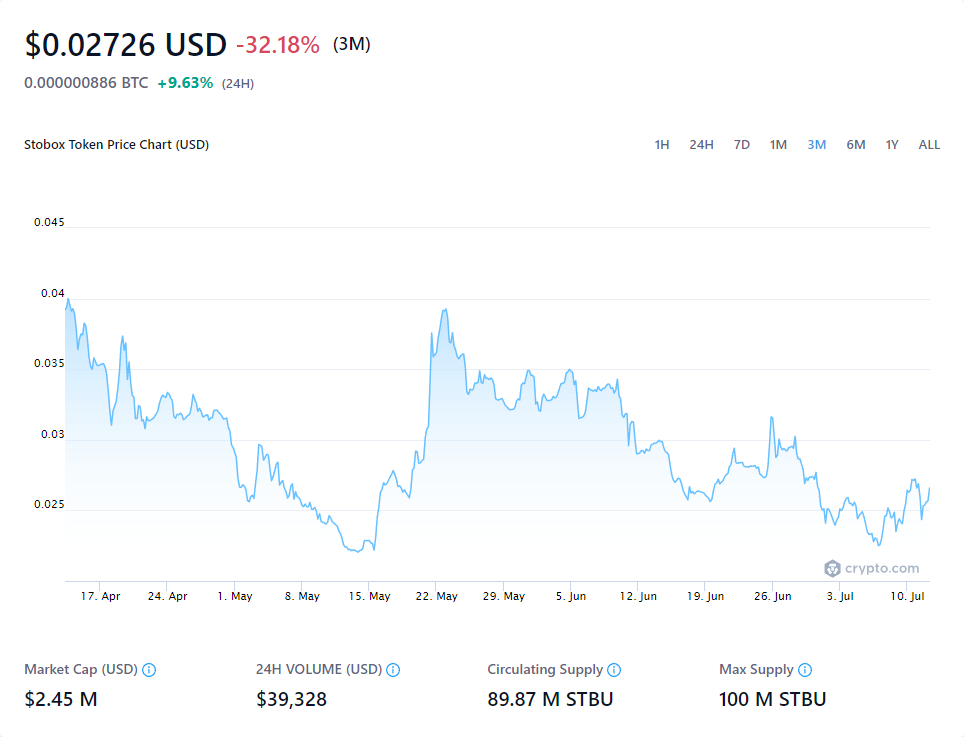 $0.02726 USD -32.18% (3M)
0.000000886 BTC +9.63% (24H)
Stobox Token Price Chart (USD) 1H 24H 7D 1M 3M 6M 1Y ALL
0.045
0.04
0.035
0.03
0.025
crypto.com
17. Apr 24. Apr 1. May 8. May 15. May 22. May 29. May 5. Jun 12. Jun 19. Jun 26. Jun 3. Jul 10. Jul
Market Cap (USD) 24H VOLUME (USD) Circulating Supply Max Supply
$2.45 M $39,328 89.87 M STBU 100 M STBU